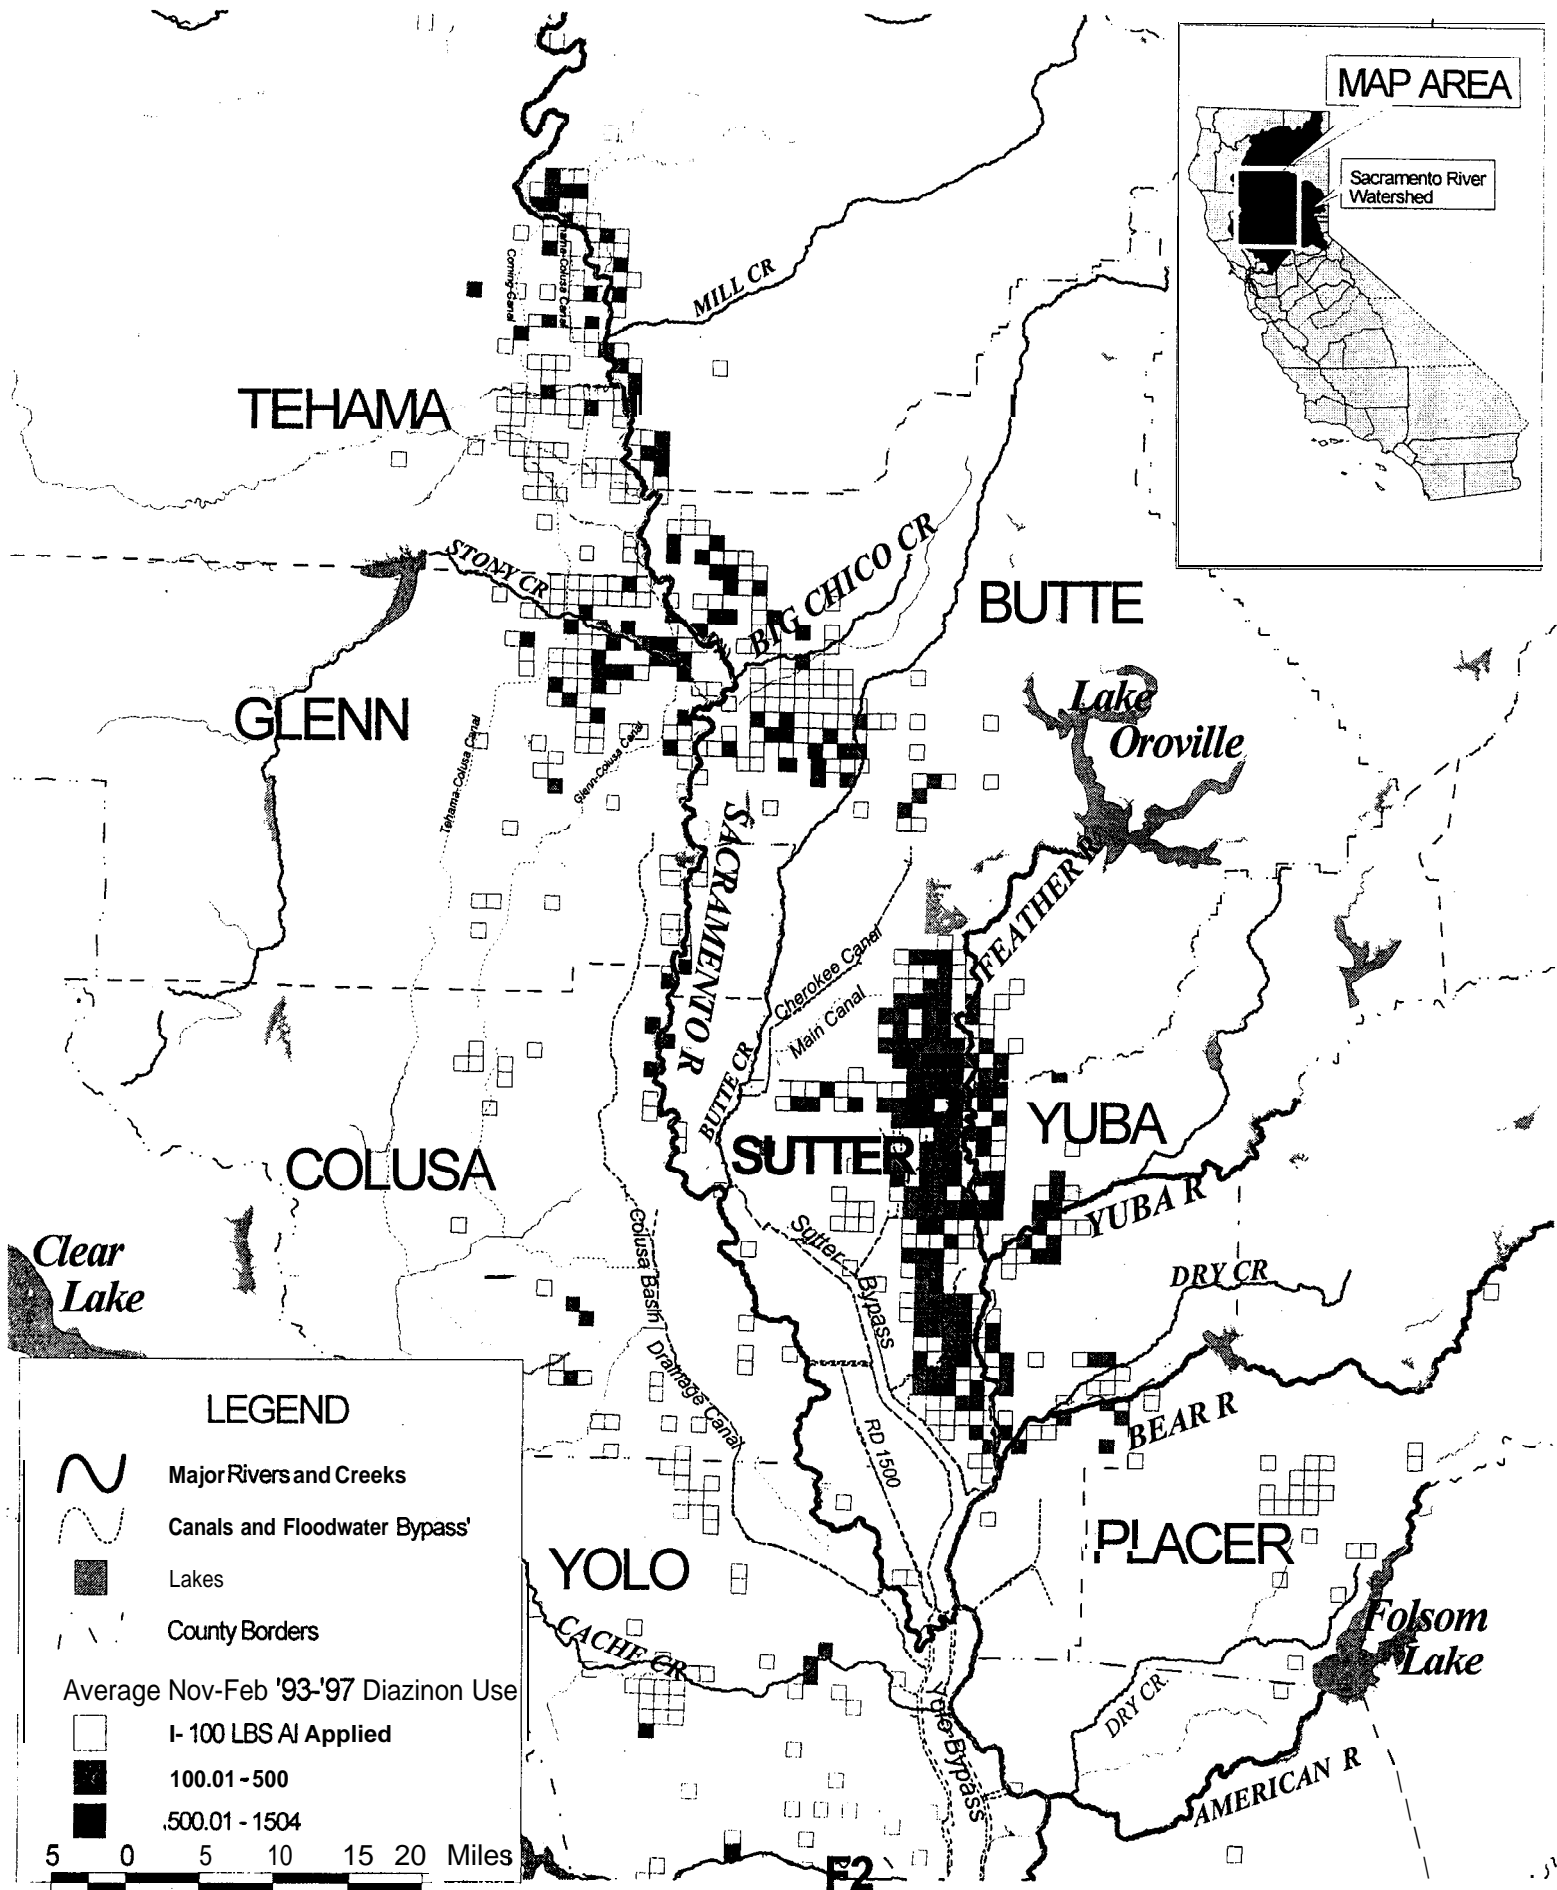 MAP AREA
Sacramento River
Watershed
MILL CR
Corning Canal
Tehama-Colusa Canal
TEHAMA
STONY CR
BIG CHICO CR
BUTTE
GLENN
Lake
Oroville
Tehama-Colusa Canal
Glenn-Colusa Canal
SACRAMENTO R
FEATHER R
Cherokee Canal
Main Canal
BUTTE CR
YUBA
SUTTER
COLUSA
YUBA R
Clear
Lake
Sutter Bypass
Colusa Basin Drainage Canal
DRY CR
BEAR R
RD 1500
LEGEND
Major Rivers and Creeks
Canals and Floodwater Bypass'
Lakes
County Borders
Average Nov-Feb '93-'97 Diazinon Use
I- 100 LBS AI Applied
100.01 - 500
.500.01 - 1504
5 0 5 10 15 20 Miles
YOLO
PLACER
CACHE CR
Folsom
Lake
Yolo Bypass
DRY CR.
AMERICAN R
F2